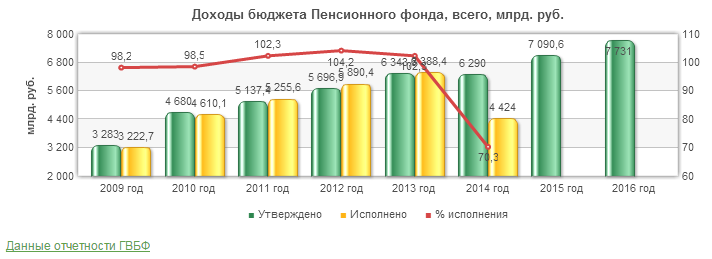 Доходы бюджета Пенсионного фонда, всего, млрд. руб.
млрд. руб.
8 000
6 800
5 600
4 400
3 200
2 000
110
100
90
80
70
60
98,2
98,5
102,3
104,2
102,3
70,3
3 283
3 222,7
4 680
4 610,1
5 137,4
5 255,6
5 696,9
5 890,4
6 388,4
6 290
4 424
7 090,6
7 731
2009 год
2010 год
2011 год
2012 год
2013 год
2014 год
2015 год
2016 год
Утверждено
Исполнено
% исполнения
Данные отчетности ГВБФ